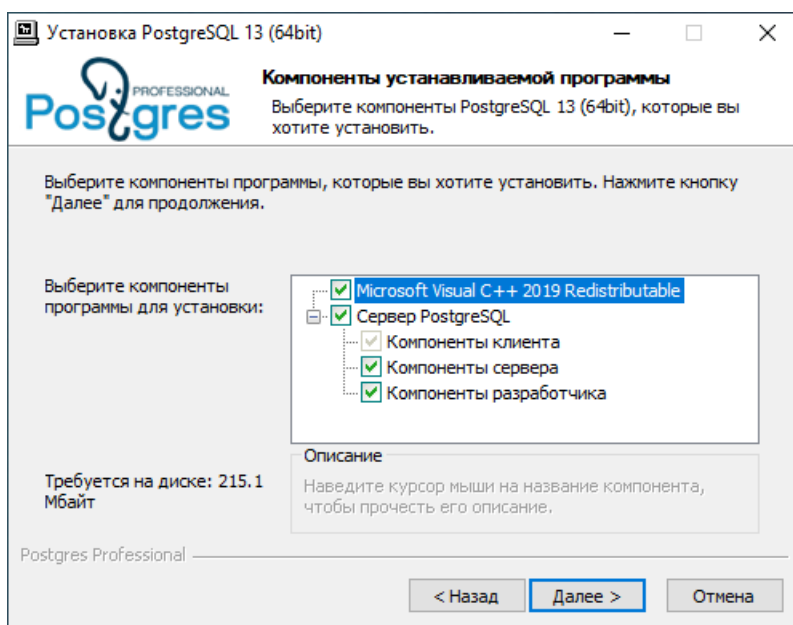 Установка PostgreSQL 13 (64bit)
PROFESSIONAL
Postgres
Компоненты устанавливаемой программы
Выберите компоненты PostgreSQL 13 (64bit), которые вы
хотите установить.
Выберите компоненты программы, которые вы хотите установить. Нажмите кнопку
"Далее" для продолжения.
Выберите компоненты
программы для установки:
Microsoft Visual C++ 2019 Redistributable
Сервер PostgreSQL
Компоненты клиента
Компоненты сервера
Компоненты разработчика
Требуется на диске: 215.1
Мбайт
Описание
Наведите курсор мыши на название компонента,
чтобы прочесть его описание.
Postgres Professional
< Назад
Далее >
Отмена